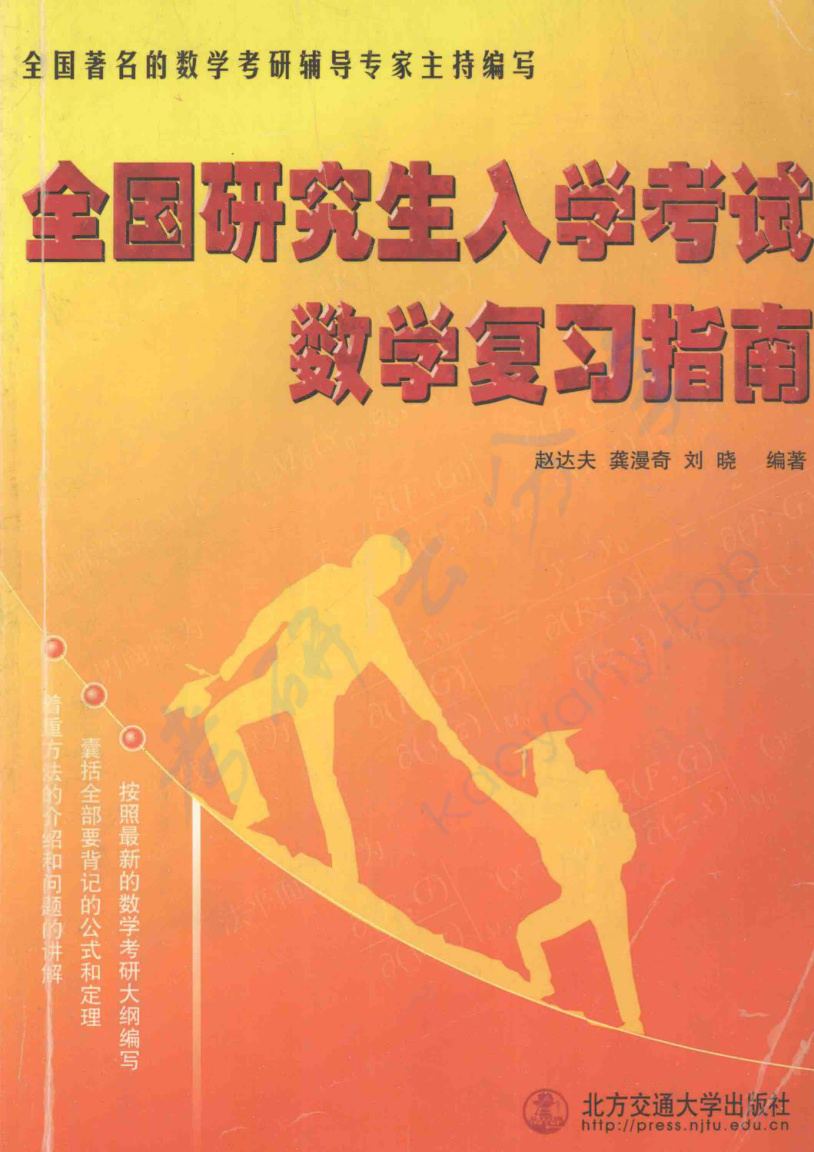 全国著名的数学考研辅导专家主持编写
全国研究生入学考试
数学复习指南
赵达夫 龚漫奇 刘 晓 编著
按照最新的数学考研大纲编写
囊括全部要背记的公式和定理
着重方法的介绍和问题的讲解
kaoyany.top
北方交通大学出版社
http://press.njtu.edu.cn